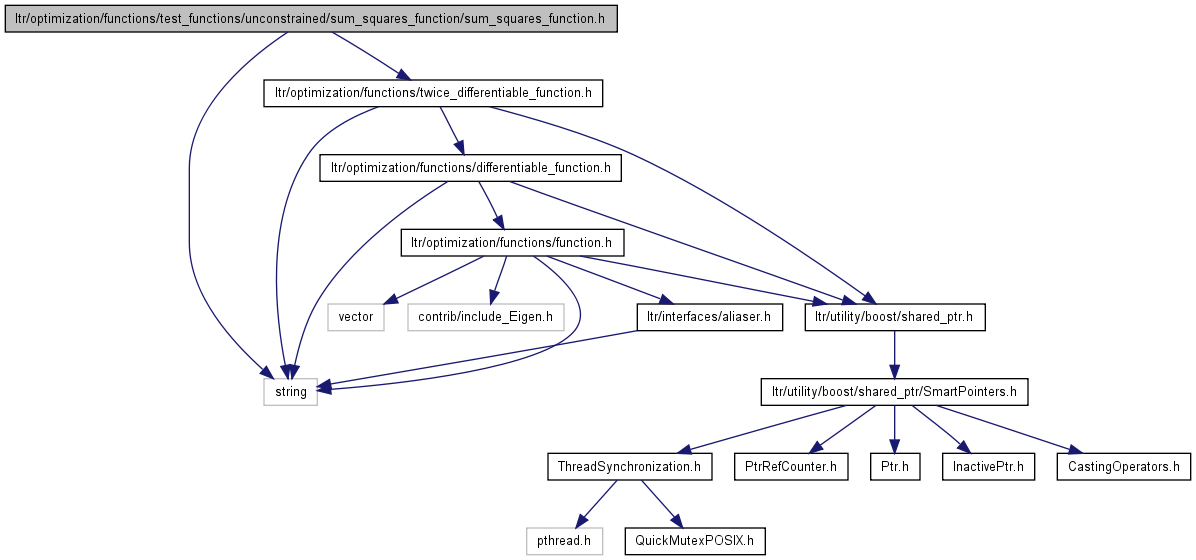 ltr/optimization/functions/test_functions/unconstrained/sum_squares_function/sum_squares_function.h
ltr/optimization/functions/twice_differentiable_function.h
ltr/optimization/functions/differentiable_function.h
ltr/optimization/functions/function.h
vector
contrib/include_Eigen.h
ltr/interfaces/aliaser.h
ltr/utility/boost/shared_ptr.h
string
ltr/utility/boost/shared_ptr/SmartPointers.h
ThreadSynchronization.h
PtrRefCounter.h
Ptr.h
InactivePtr.h
CastingOperators.h
pthread.h
QuickMutexPOSIX.h